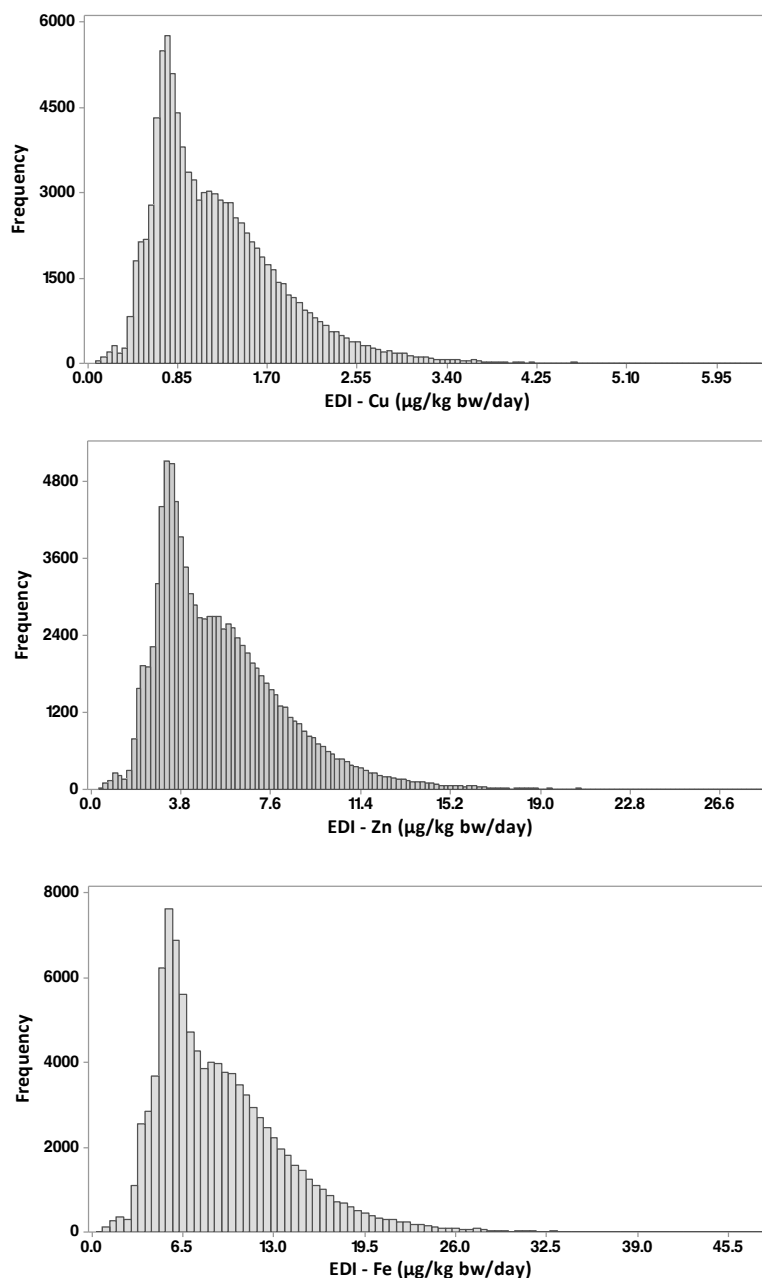 6000
4500
3000
1500
0
Frequency
0.00 0.85 1.70 2.55 3.40 4.25 5.10 5.95
EDI - Cu (µg/kg bw/day)
4800
3600
2400
1200
0
Frequency
0.0 3.8 7.6 11.4 15.2 19.0 22.8 26.6
EDI - Zn (µg/kg bw/day)
8000
6000
4000
2000
0
Frequency
0.0 6.5 13.0 19.5 26.0 32.5 39.0 45.5
EDI - Fe (µg/kg bw/day)